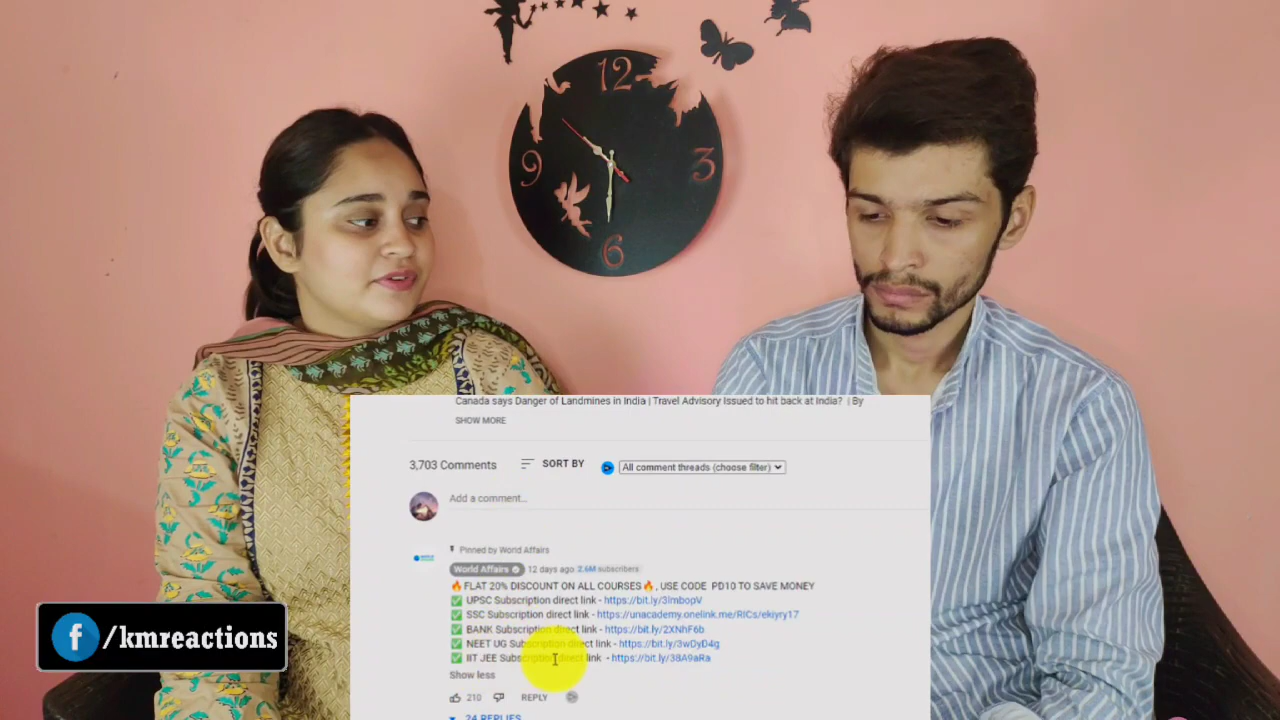 12
9
3
6
Canada says Danger of Landmines in India | Travel Advisory Issued to hit back at India? | By
SHOW MORE
3,703 Comments
SORT BY
All comment threads (choose filter)
Add a comment...
Pinned by World Affairs
World Affairs 12 days ago 2.6M subscribers
🔥FLAT 20% DISCOUNT ON ALL COURSES🔥, USE CODE PD10 TO SAVE MONEY
✅ UPSC Subscription direct link - https://bit.ly/3imbopV
✅ SSC Subscription direct link - https://unacademy.onelink.me/RICs/ekjyry17
✅ BANK Subscription direct link - https://bit.ly/2XNhF6b
✅ NEET UG Subscription direct link - https://bit.ly/3wDyD4g
✅ IIT JEE Subscription direct link - https://bit.ly/38A9aRa
Show less
210 REPLY
24 REPLIES
f/kmreactions